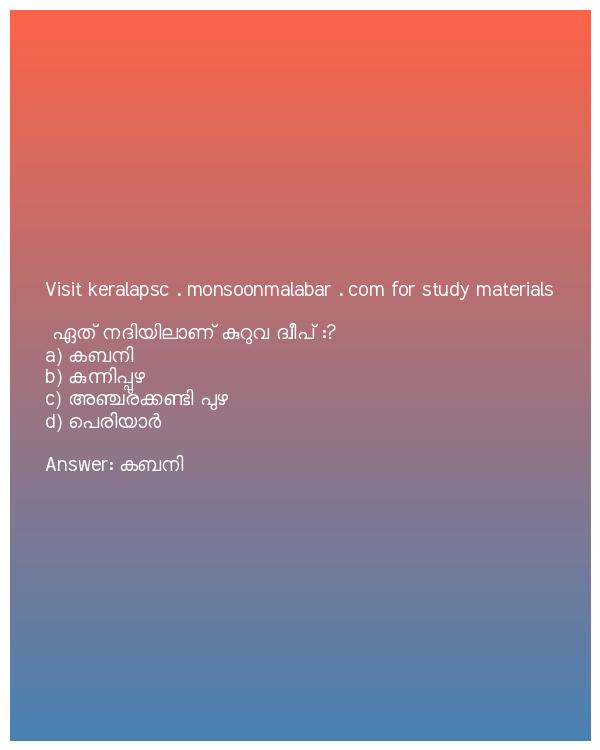 Visit keralapsc . monsoonmalabar . com for study materials
ഏത് നദിയിലാണ് കുറുവ ദ്വീപ് :?
a) കബനി
b) കുന്നിപ്പുഴ
c) അഞ്ചരക്കണ്ടി പുഴ
d) പെരിയാർ
Answer: കബനി